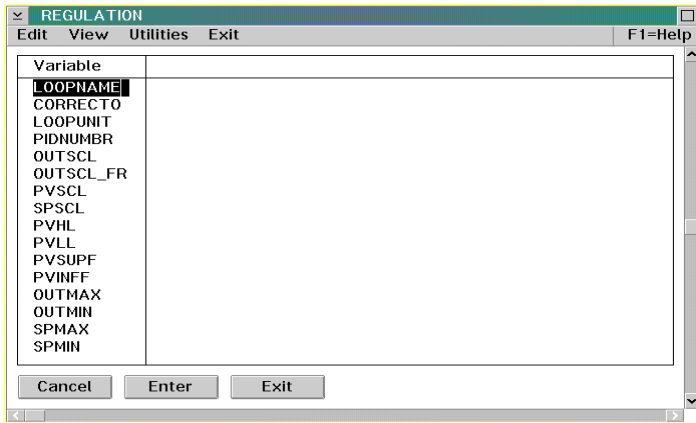 REGULATION
Edit View Utilities Exit F1=Help
Variable
LOOPNAME
CORRECTO
LOOPUNIT
PIDNUMBR
OUTSCL
OUTSCL_FR
PVSCL
SPSCL
PVHL
PVLL
PVSUPF
PVINFF
OUTMAX
OUTMIN
SPMAX
SPMIN
Cancel Enter Exit